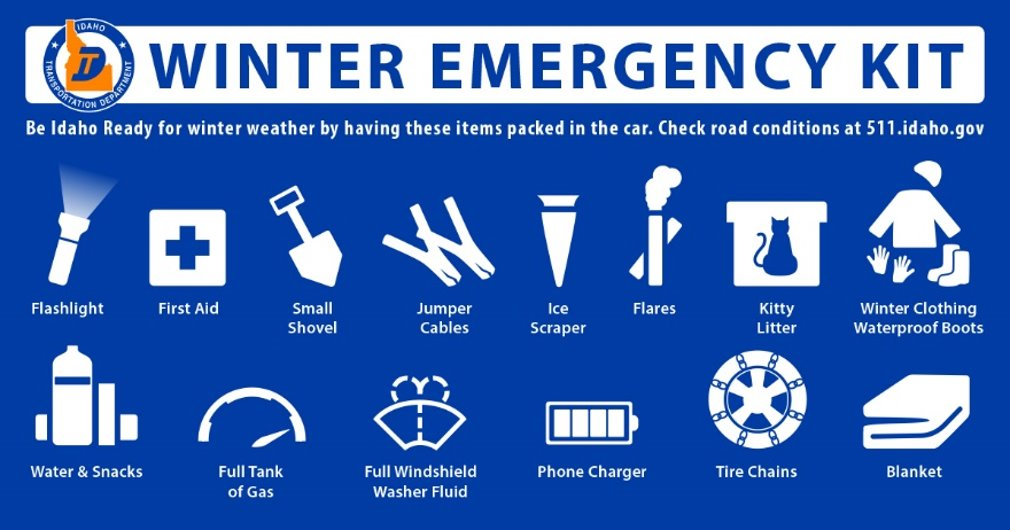 IDAHO
TRANSPORTATION DEPARTMENT
WINTER EMERGENCY KIT
Be Idaho Ready for winter weather by having these items packed in the car. Check road conditions at 511.idaho.gov
Flashlight
First Aid
Small
Shovel
Jumper
Cables
Ice
Scraper
Flares
Kitty
Litter
Winter Clothing
Waterproof Boots
Water & Snacks
Full Tank
of Gas
Full Windshield
Washer Fluid
Phone Charger
Tire Chains
Blanket